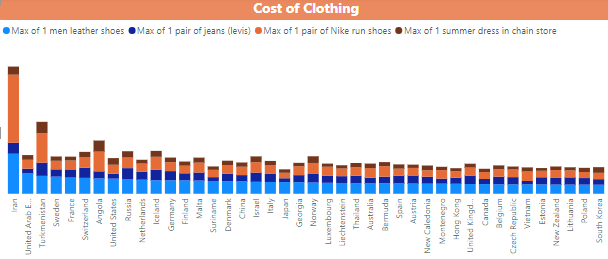 Cost of Clothing
Max of 1 men leather shoes Max of 1 pair of jeans (levis) Max of 1 pair of Nike run shoes Max of 1 summer dress in chain store
Iran
United Arab E...
Turkmenistan
Sweden
France
Switzerland
Angola
United States
Russia
Netherlands
Iceland
Germany
Finland
Malta
Suriname
Denmark
China
Israel
Italy
Japan
Georgia
Norway
Luxembourg
Liechtenstein
Thailand
Australia
Bermuda
Spain
Austria
New Caledonia
Montenegro
Hong Kong
United Kingd...
Canada
Belgium
Czech Republic
Vietnam
Estonia
New Zealand
Lithuania
Poland
South Korea